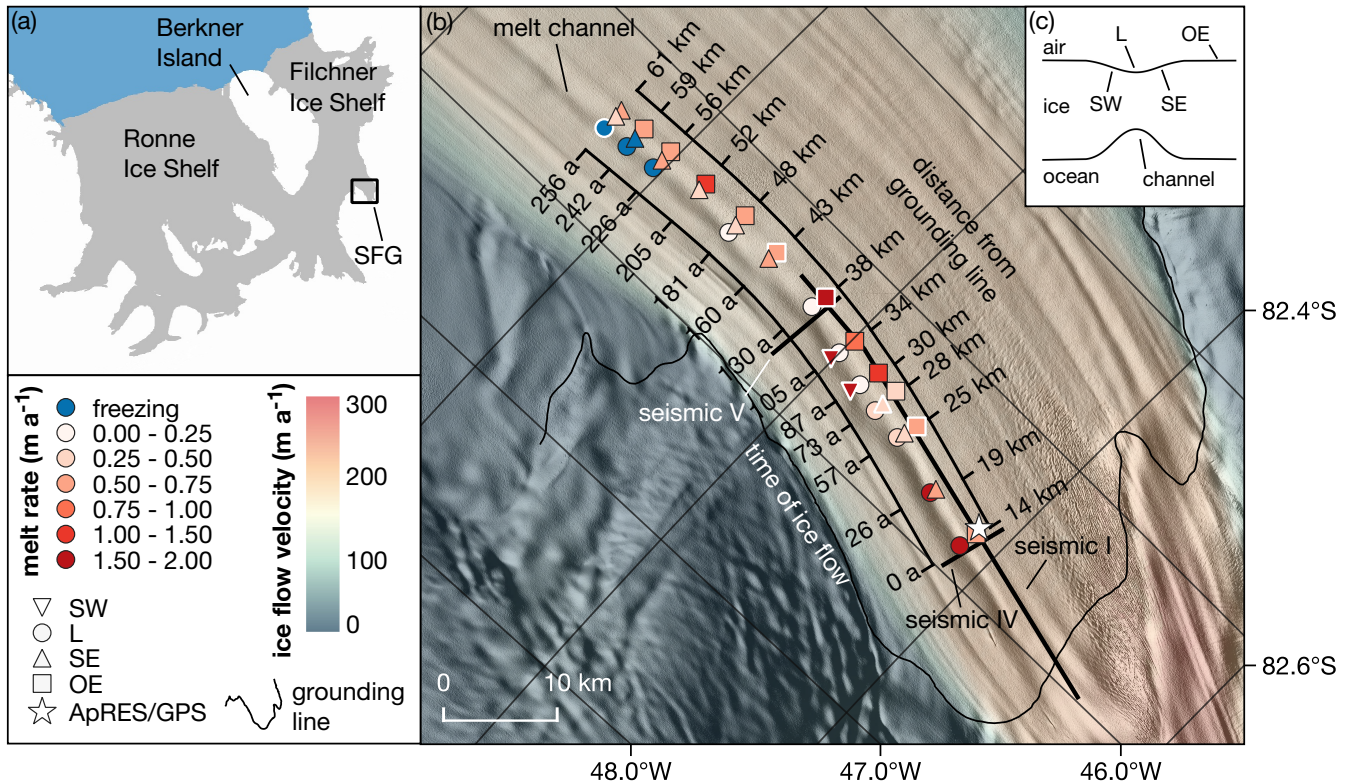 (a)
Berkner
Island
Filchner
Ice Shelf
Ronne
Ice Shelf
SFG
melt rate (m a⁻¹)
freezing
0.00 - 0.25
0.25 - 0.50
0.50 - 0.75
0.75 - 1.00
1.00 - 1.50
1.50 - 2.00
SW
L
SE
OE
ApRES/GPS
ice flow velocity (m a⁻¹)
300
200
100
0
grounding
line
(b)
melt channel
61 km
59 km
56 km
52 km
48 km
43 km
38 km
34 km
30 km
28 km
25 km
19 km
14 km
distance from
grounding line
256 a
242 a
226 a
205 a
181 a
160 a
130 a
105 a
87 a
73 a
57 a
26 a
0 a
time of ice flow
seismic V
seismic I
seismic IV
0
10 km
(c)
air
L
OE
ice
SW
SE
ocean
channel
82.4°S
82.6°S
48.0°W
47.0°W
46.0°W